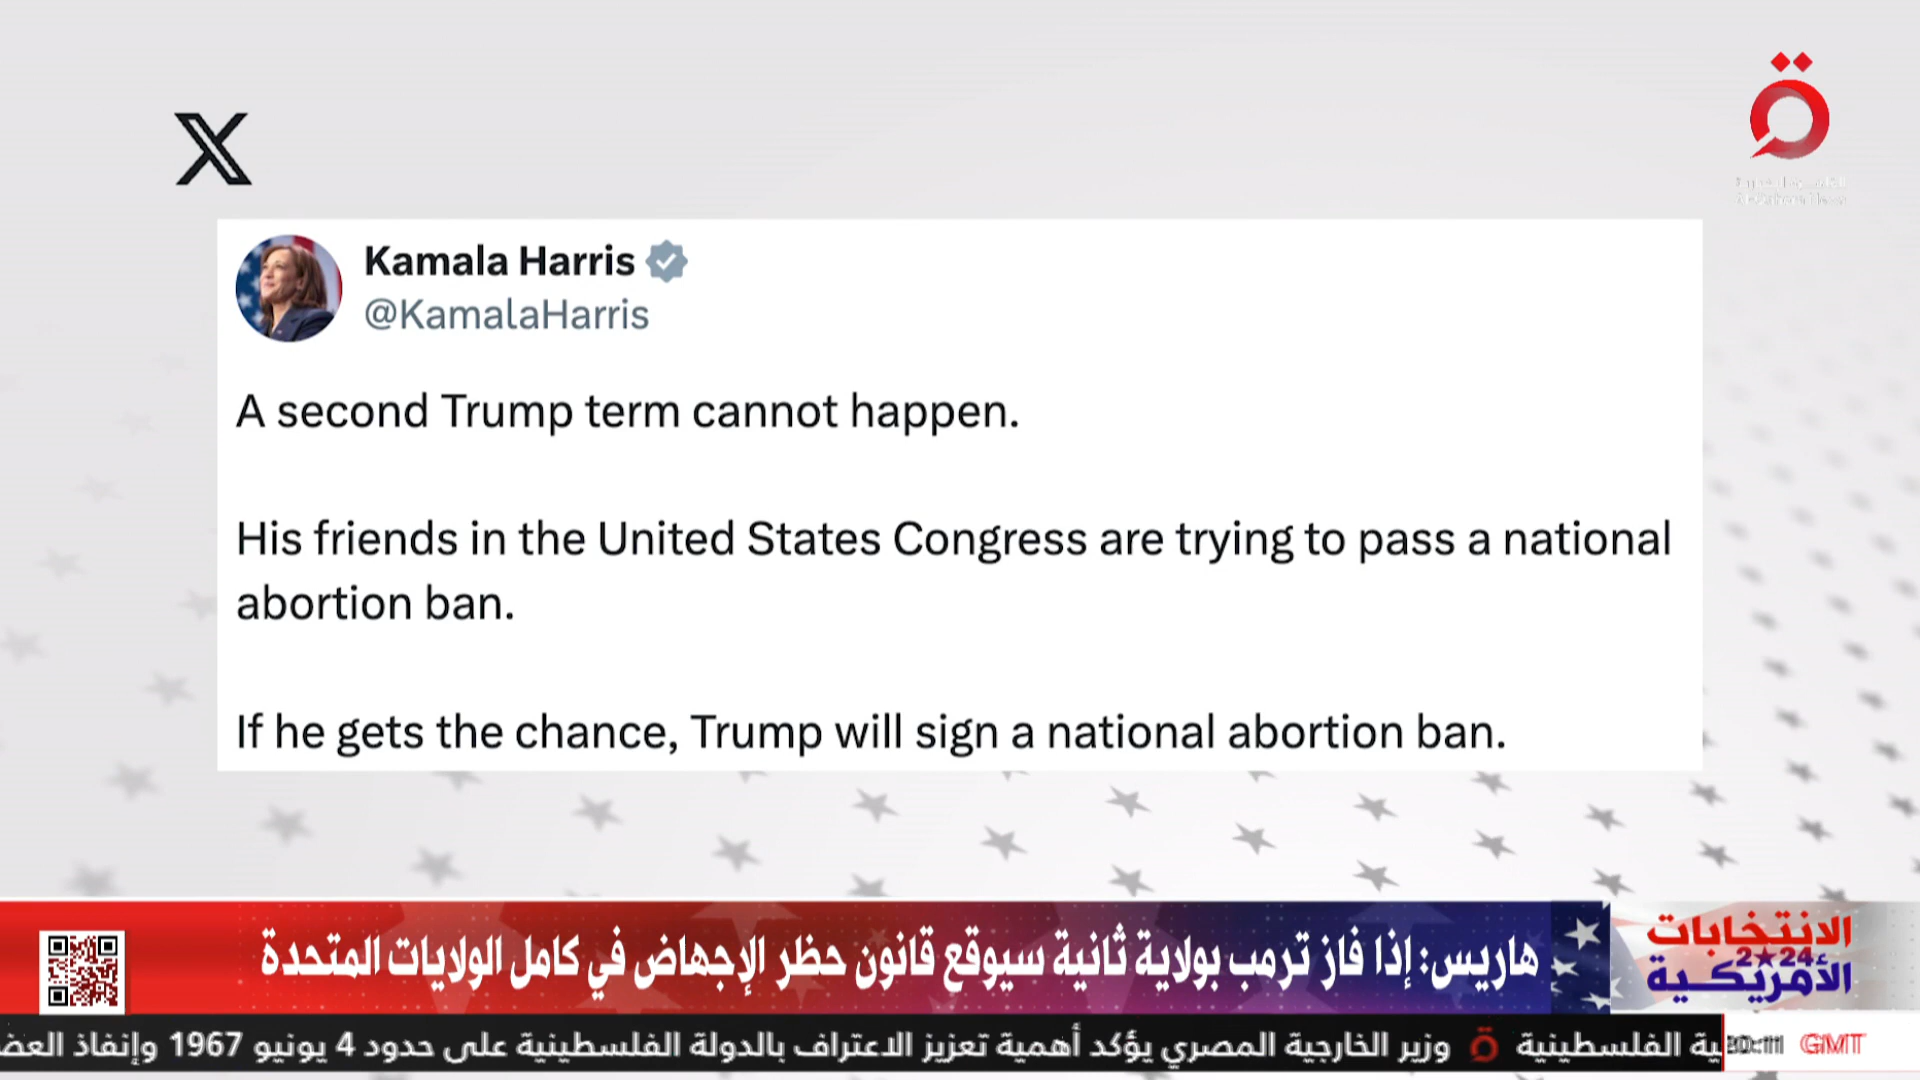 Kamala Harris
@KamalaHarris
A second Trump term cannot happen.
His friends in the United States Congress are trying to pass a national
abortion ban.
If he gets the chance, Trump will sign a national abortion ban.
هاريس: إذا فاز ترمب بولاية ثانية سيوقع قانون حظر الإجهاض في كامل الولايات المتحدة
الانتخابات
2★24
الأمريكية
ية الفلسطينية وزير الخارجية المصري يؤكد أهمية تعزيز الاعتراف بالدولة الفلسطينية على حدود 4 يونيو 1967 وإنفاذ
GMT